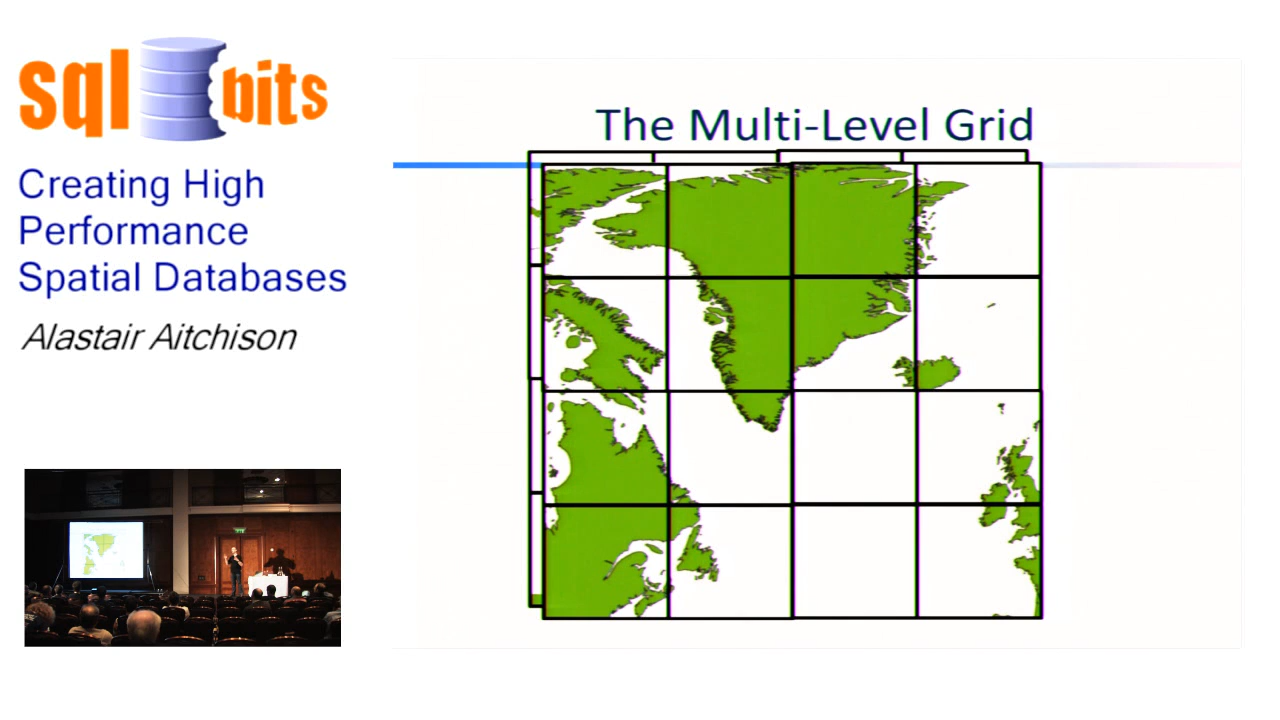 sql bits
Creating High
Performance
Spatial Databases
Alastair Aitchison
The Multi-Level Grid